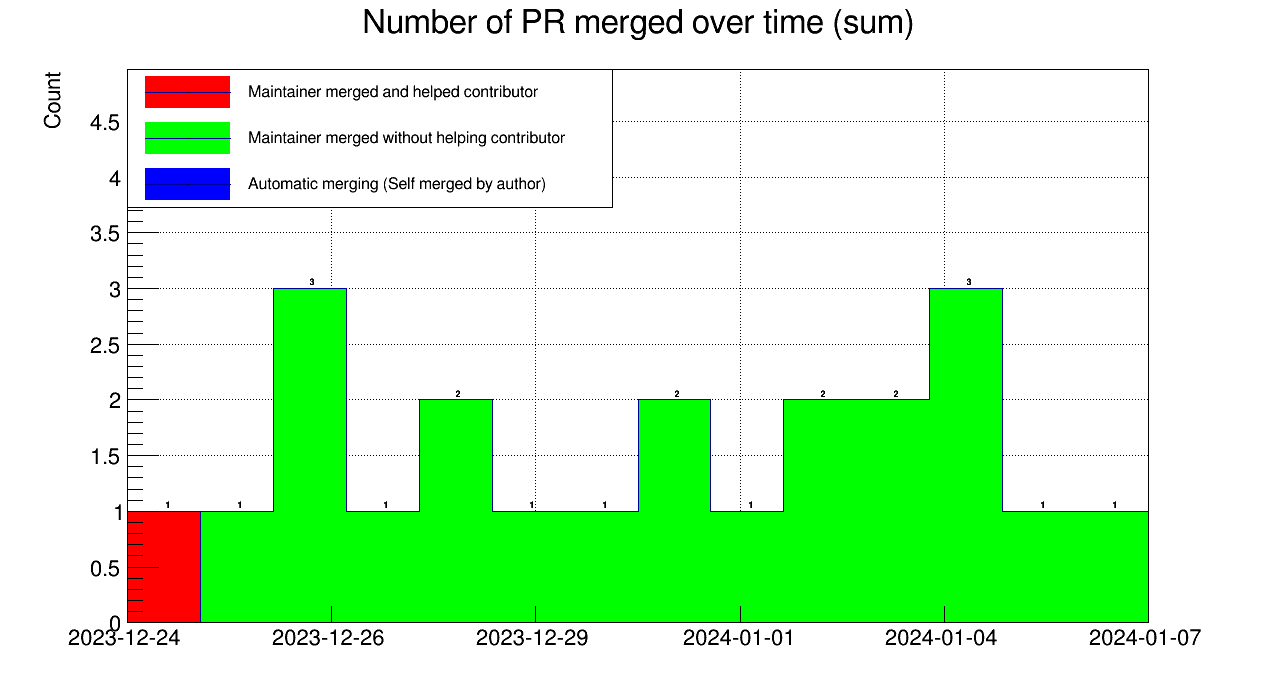 Number of PR merged over time (sum)
Count
Maintainer merged and helped contributor
Maintainer merged without helping contributor
Automatic merging (Self merged by author)
4.5
4
3.5
3
2.5
2
1.5
1
0.5
0
1 1 3 1 2 1 1 2 1 2 2 3 1 1
2023-12-24 2023-12-26 2023-12-29 2024-01-01 2024-01-04 2024-01-07